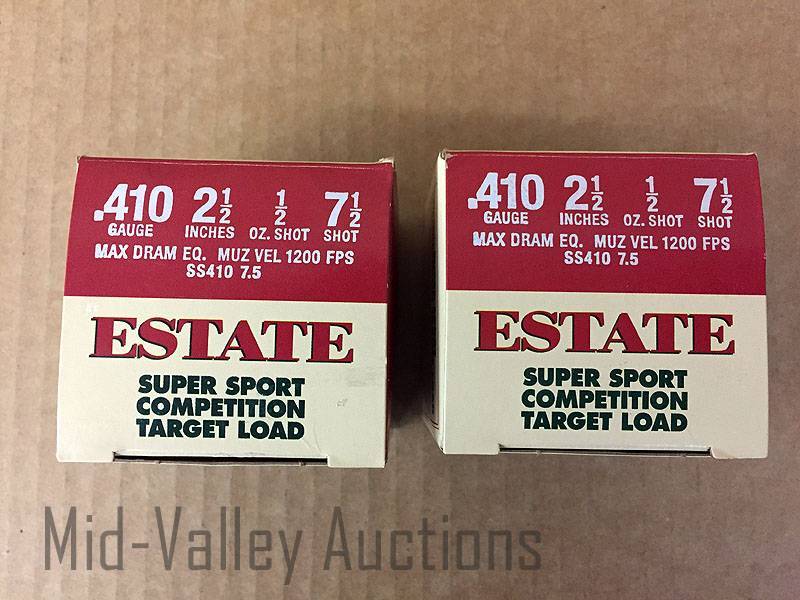 .410 2 1/2 1/2 7 1/2
GAUGE INCHES OZ. SHOT SHOT
MAX DRAM EQ. MUZ VEL 1200 FPS
SS410 7.5
ESTATE
SUPER SPORT
COMPETITION
TARGET LOAD
.410 2 1/2 1/2 7 1/2
GAUGE INCHES OZ. SHOT SHOT
MAX DRAM EQ. MUZ VEL 1200 FPS
SS410 7.5
ESTATE
SUPER SPORT
COMPETITION
TARGET LOAD
Mid-Valley Auctions